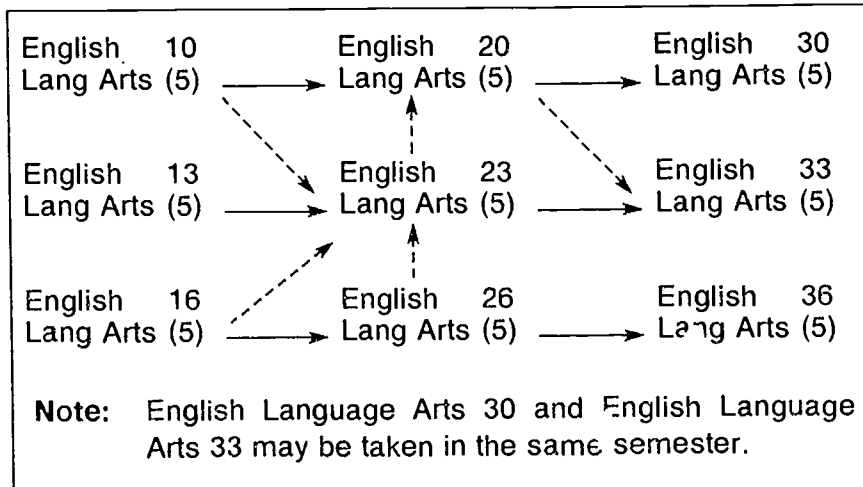 English 10 English 20 English 30
Lang Arts (5) Lang Arts (5) Lang Arts (5)
English 13 English 23 English 33
Lang Arts (5) Lang Arts (5) Lang Arts (5)
English 16 English 26 English 36
Lang Arts (5) Lang Arts (5) Lang Arts (5)
Note: English Language Arts 30 and English Language
Arts 33 may be taken in the same semester.